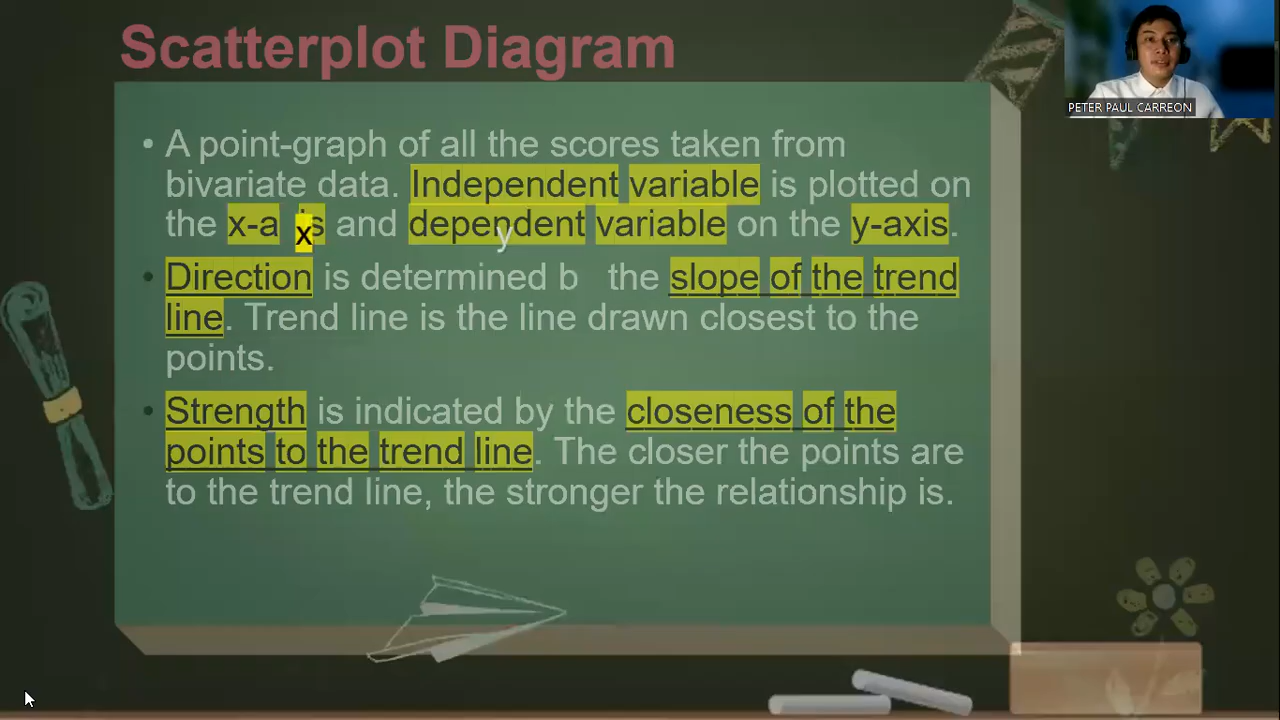 Scatterplot Diagram
PETER PAUL CARREON
• A point-graph of all the scores taken from
bivariate data. Independent variable is plotted
on the x-axis and dependent variable on the y-axis.
• Direction is determined by the slope of the trend
line. Trend line is the line drawn closest to the
points.
• Strength is indicated by the closeness of the
points to the trend line. The closer the points are
to the trend line, the stronger the relationship is.